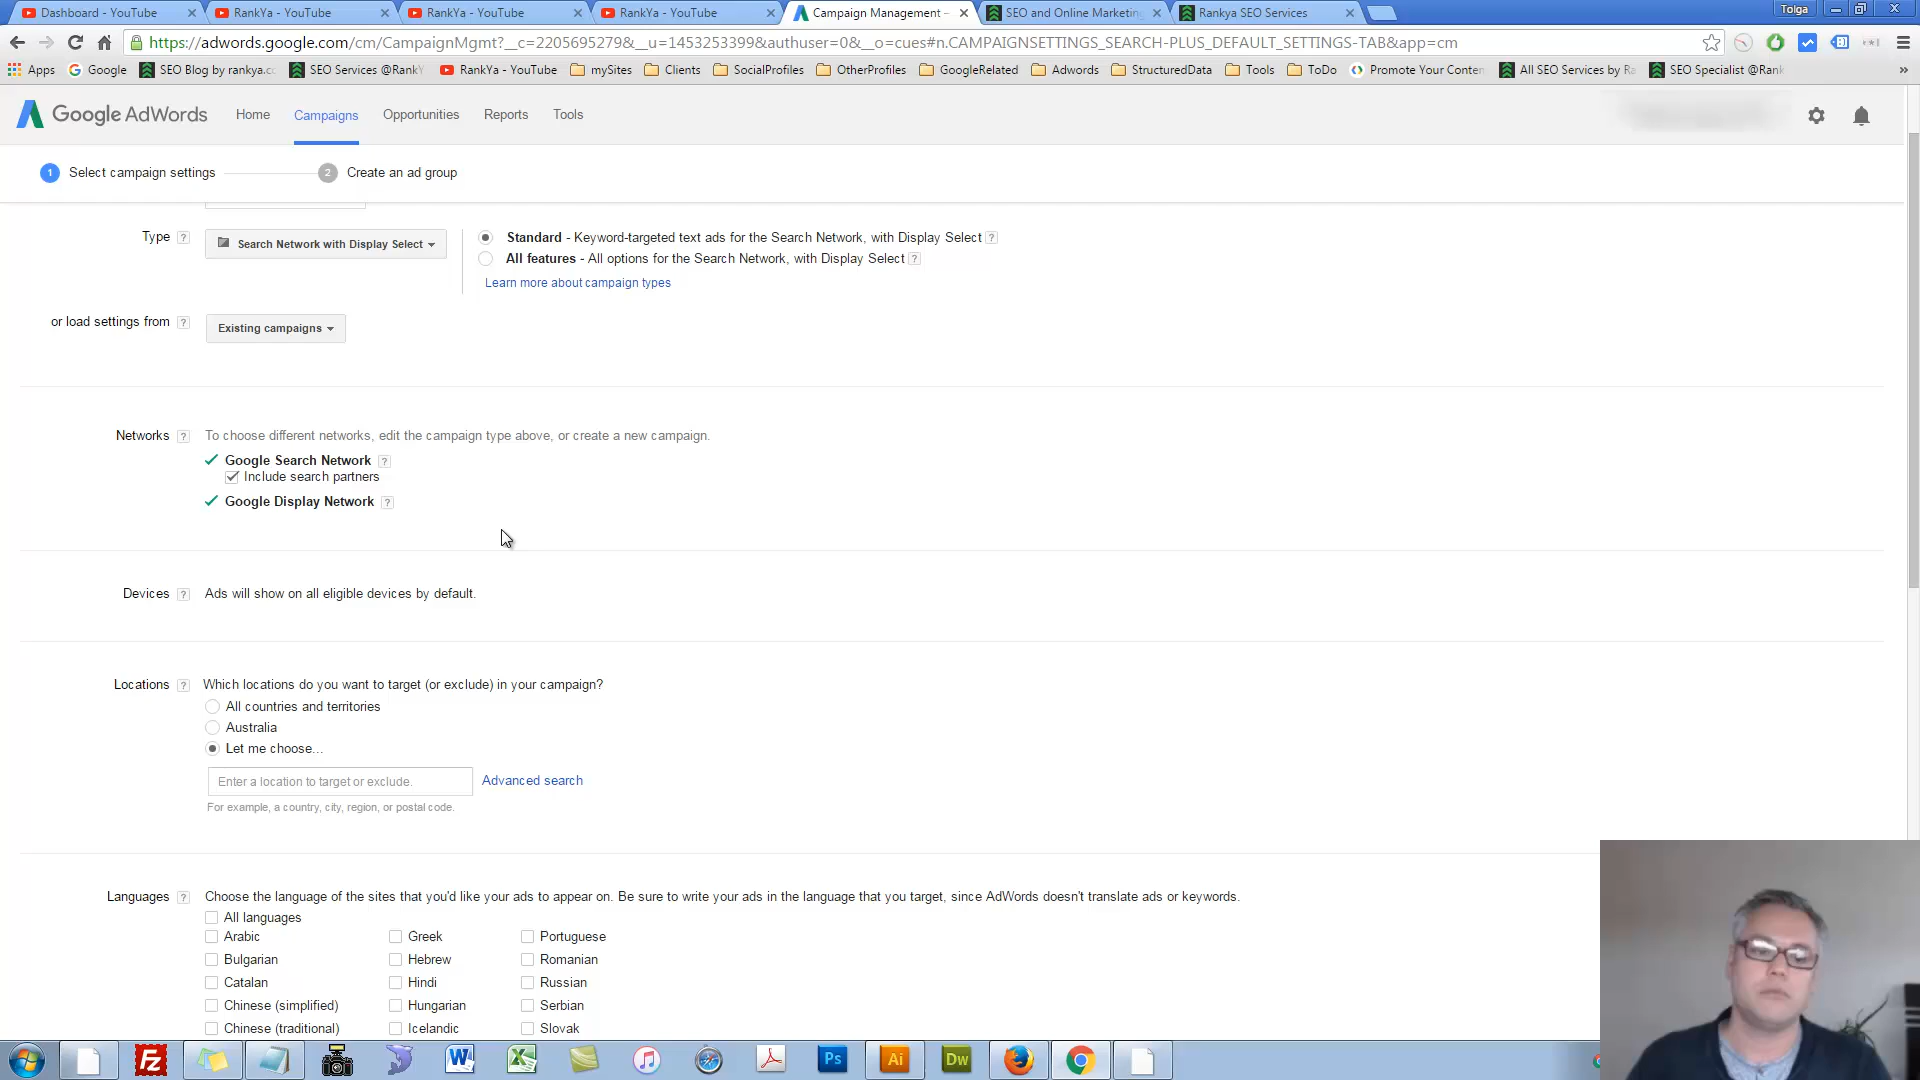 Dashboard - YouTube
RankYa - YouTube
RankYa - YouTube
RankYa - YouTube
Campaign Management –
SEO and Online Marketin
Rankya SEO Services
Tolga
https://adwords.google.com/cm/CampaignMgmt?__c=2205695279&__u=1453253399&authuser=0&__o=cues#n.CAMPAIGNSETTINGS_SEARCH-PLUS_DEFAULT_SETTINGS-TAB&app=cm
Apps
Google
SEO Blog by rankya.c
SEO Services @RankY
RankYa - YouTube
mySites
Clients
SocialProfiles
OtherProfiles
GoogleRelated
Adwords
StructuredData
Tools
ToDo
Promote Your Conten
All SEO Services by Ra
SEO Specialist @Rank
»
Google AdWords
Home
Campaigns
Opportunities
Reports
Tools
1 Select campaign settings
2 Create an ad group
Type ?
Search Network with Display Select
Standard - Keyword-targeted text ads for the Search Network, with Display Select ?
All features - All options for the Search Network, with Display Select ?
Learn more about campaign types
or load settings from ?
Existing campaigns
Networks ?
To choose different networks, edit the campaign type above, or create a new campaign.
Google Search Network ?
Include search partners
Google Display Network ?
Devices ?
Ads will show on all eligible devices by default.
Locations ?
Which locations do you want to target (or exclude) in your campaign?
All countries and territories
Australia
Let me choose...
Enter a location to target or exclude.
Advanced search
For example, a country, city, region, or postal code.
Languages ?
Choose the language of the sites that you'd like your ads to appear on. Be sure to write your ads in the language that you target, since AdWords doesn't translate ads or keywords.
All languages
Arabic
Greek
Portuguese
Bulgarian
Hebrew
Romanian
Catalan
Hindi
Russian
Chinese (simplified)
Hungarian
Serbian
Chinese (traditional)
Icelandic
Slovak
Fz
W
X
Ps
Ai
Dw